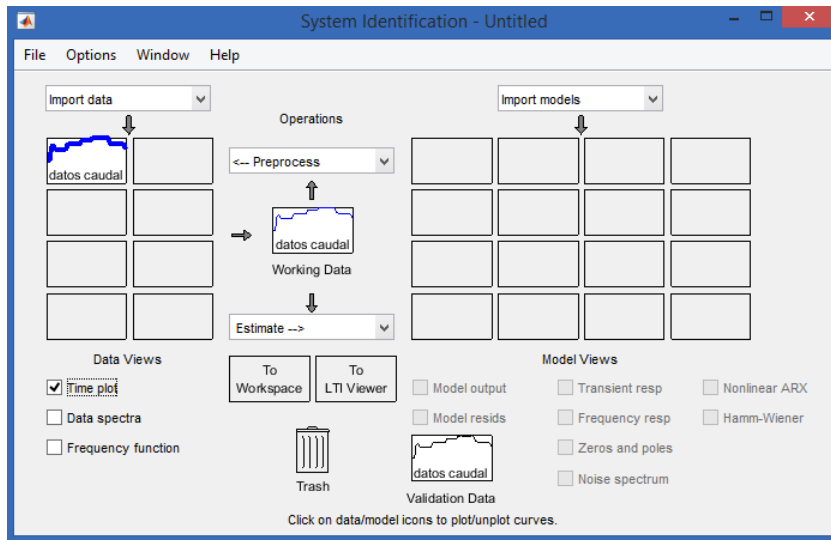 System Identification - Untitled
File Options Window Help
Import data
Import models
Operations
<-- Preprocess
datos caudal
datos caudal
Working Data
Estimate -->
Data Views
Model Views
To Workspace
To LTI Viewer
Time plot
Data spectra
Frequency function
Model output
Transient resp
Nonlinear ARX
Model resids
Frequency resp
Hamm-Wiener
Zeros and poles
Noise spectrum
datos caudal
Trash
Validation Data
Click on data/model icons to plot/unplot curves.